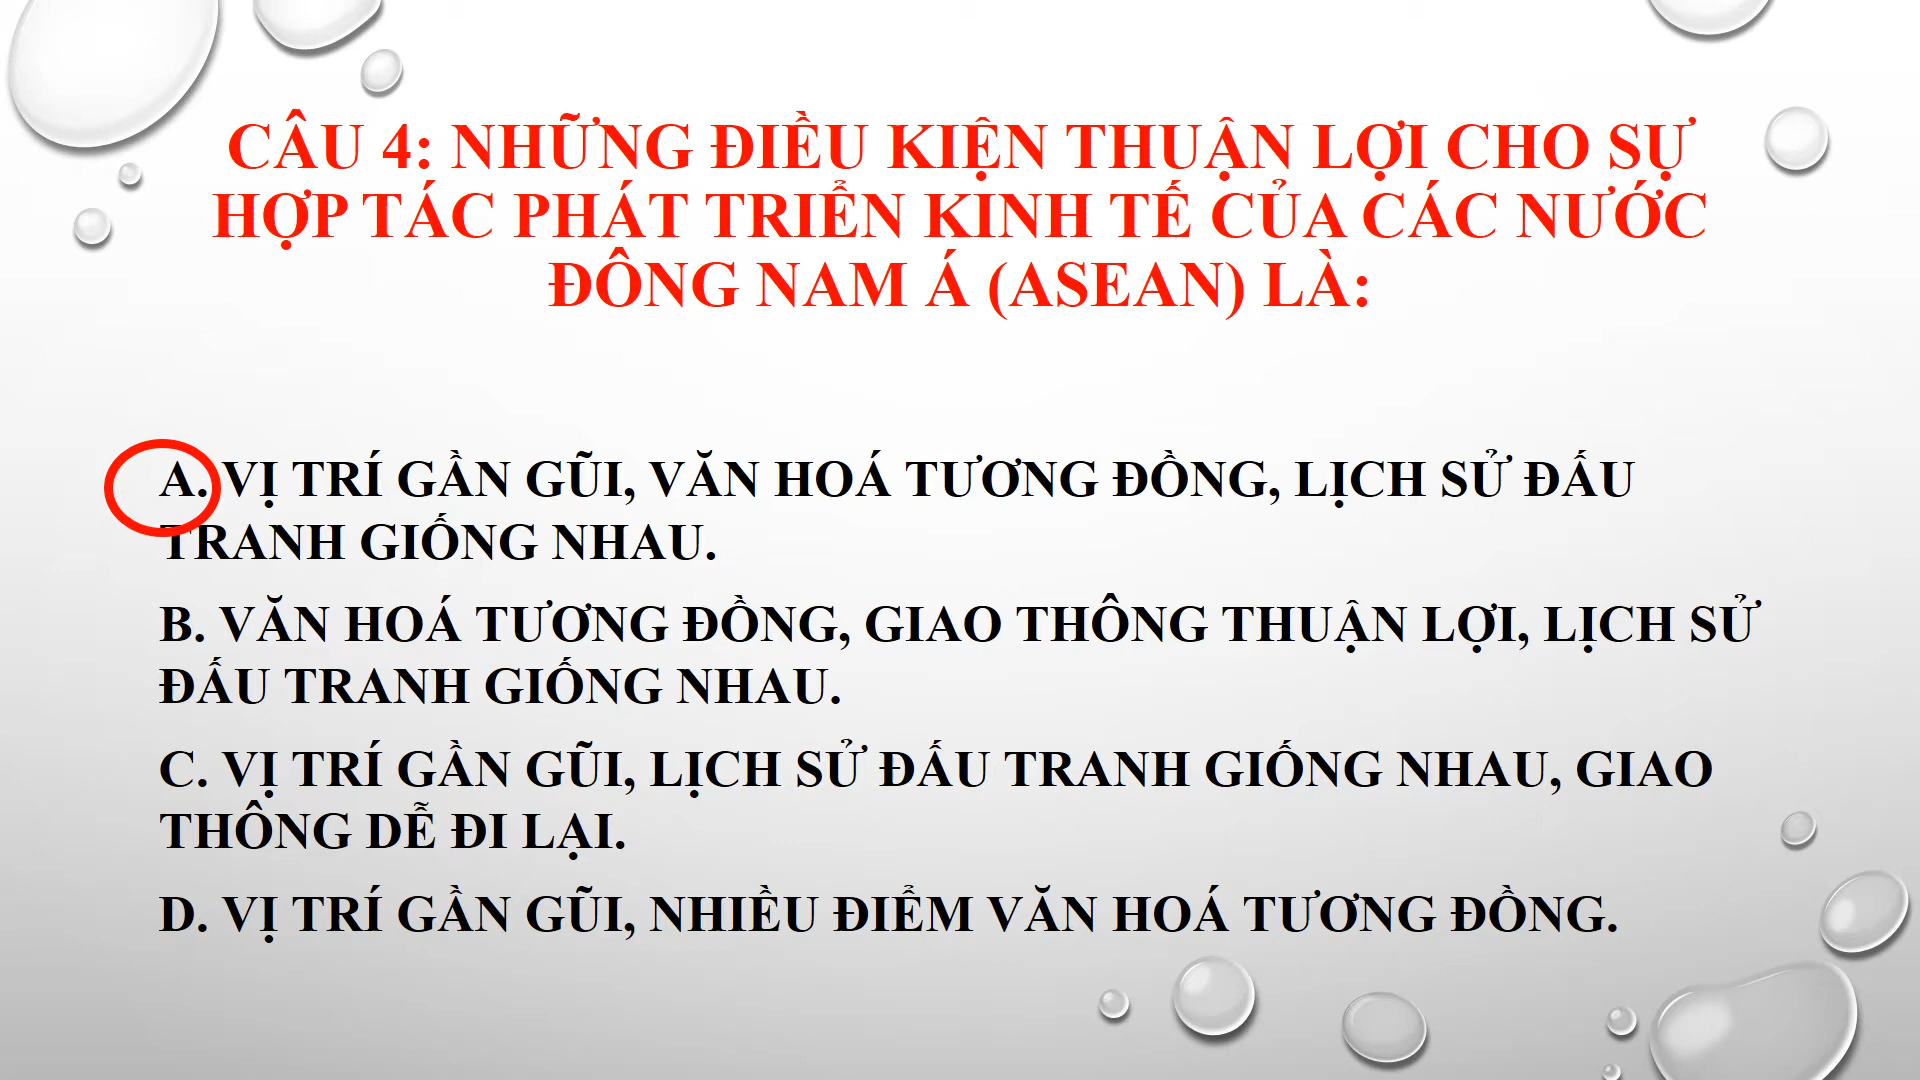 CÂU 4: NHỮNG ĐIỀU KIỆN THUẬN LỢI CHO SỰ
HỢP TÁC PHÁT TRIỂN KINH TẾ CỦA CÁC NƯỚC
ĐÔNG NAM Á (ASEAN) LÀ:
A. VỊ TRÍ GẦN GŨI, VĂN HOÁ TƯƠNG ĐỒNG, LỊCH SỬ ĐẤU
TRANH GIỐNG NHAU.
B. VĂN HOÁ TƯƠNG ĐỒNG, GIAO THÔNG THUẬN LỢI, LỊCH SỬ
ĐẤU TRANH GIỐNG NHAU.
C. VỊ TRÍ GẦN GŨI, LỊCH SỬ ĐẤU TRANH GIỐNG NHAU, GIAO
THÔNG DỄ ĐI LẠI.
D. VỊ TRÍ GẦN GŨI, NHIỀU ĐIỂM VĂN HOÁ TƯƠNG ĐỒNG.